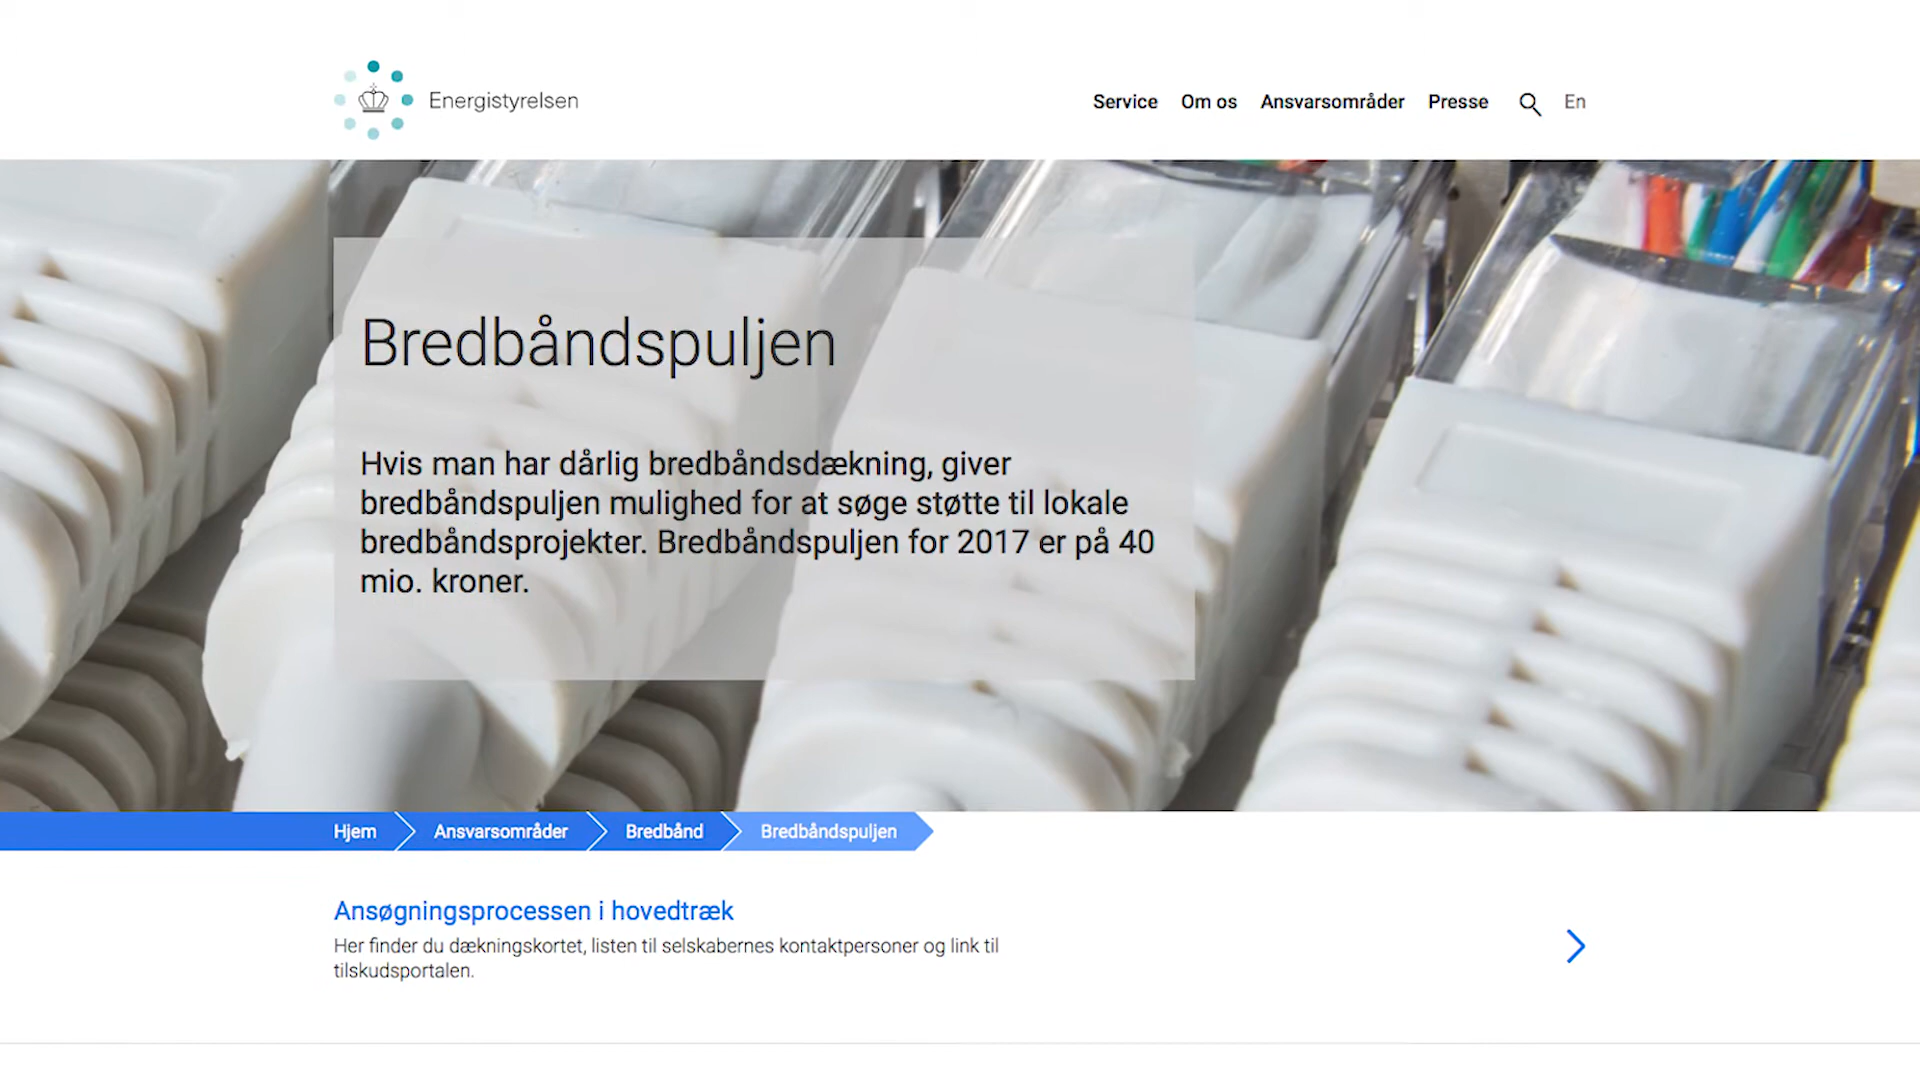 Energistyrelsen
Service Om os Ansvarsområder Presse En
Bredbåndspuljen
Hvis man har dårlig bredbåndsdækning, giver
bredbåndspuljen mulighed for at søge støtte til lokale
bredbåndsprojekter. Bredbåndspuljen for 2017 er på 40
mio. kroner.
Hjem Ansvarsområder Bredbånd Bredbåndspuljen
Ansøgningsprocessen i hovedtræk
Her finder du dækningskortet, listen til selskabernes kontaktpersoner og link til
tilskudsportalen.